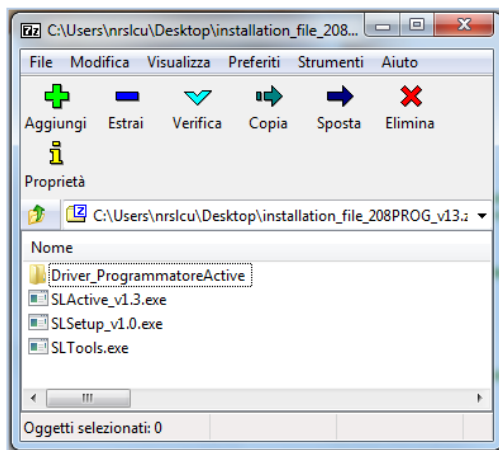 C:\Users\nrslcu\Desktop\installation_file_208...
File Modifica Visualizza Preferiti Strumenti Aiuto
Aggiungi Estrai Verifica Copia Sposta Elimina
Proprietà
C:\Users\nrslcu\Desktop\installation_file_208PROG_v13.z
Nome
Driver_ProgrammatoreActive
SLActive_v1.3.exe
SLSetup_v1.0.exe
SLTools.exe
Oggetti selezionati: 0